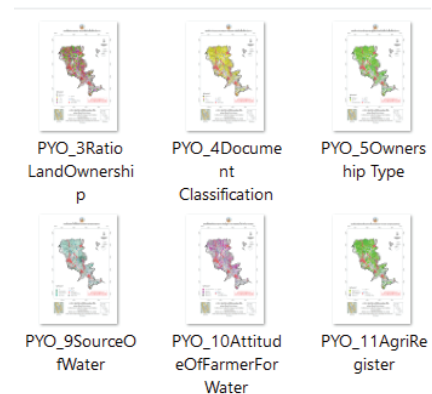 PYO_3Ratio
LandOwnershi
p
PYO_4Docume
nt
Classification
PYO_5Owners
hip Type
PYO_9SourceO
fWater
PYO_10Attitud
eOfFarmerFor
Water
PYO_11AgriRe
gister